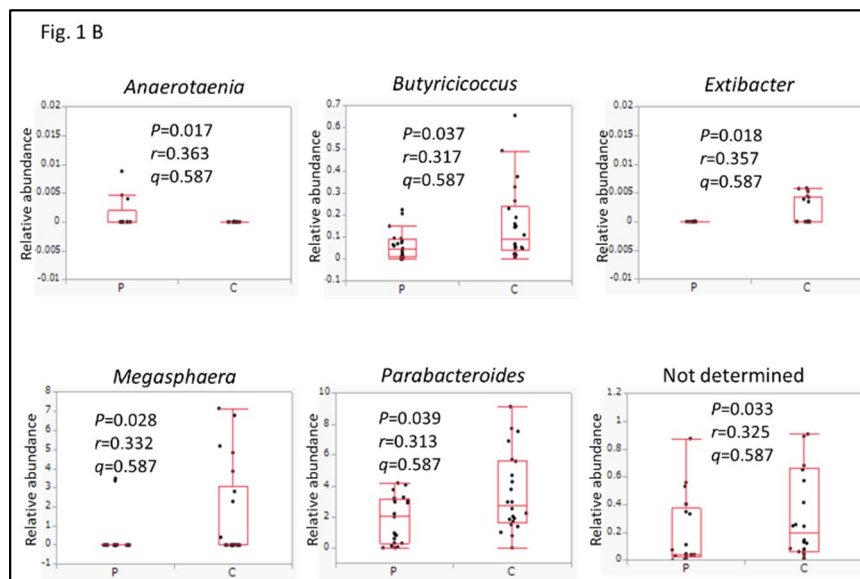 Fig. 1 B
Anaerotaenia
Relative abundance
0.02
0.015
0.01
0.005
0
-0.005
-0.01
P=0.017
r=0.363
q=0.587
P
C
Butyricicoccus
Relative abundance
0.7
0.6
0.5
0.4
0.3
0.2
0.1
0
-0.1
P=0.037
r=0.317
q=0.587
P
C
Extibacter
Relative abundance
0.02
0.015
0.01
0.005
0
-0.005
-0.01
P=0.018
r=0.357
q=0.587
P
C
Megasphaera
Relative abundance
8
7
6
5
4
3
2
1
0
-1
P=0.028
r=0.332
q=0.587
P
C
Parabacteroides
Relative abundance
10
8
6
4
2
0
P=0.039
r=0.313
q=0.587
P
C
Not determined
Relative abundance
1.2
1
0.8
0.6
0.4
0.2
0
P=0.033
r=0.325
q=0.587
P
C